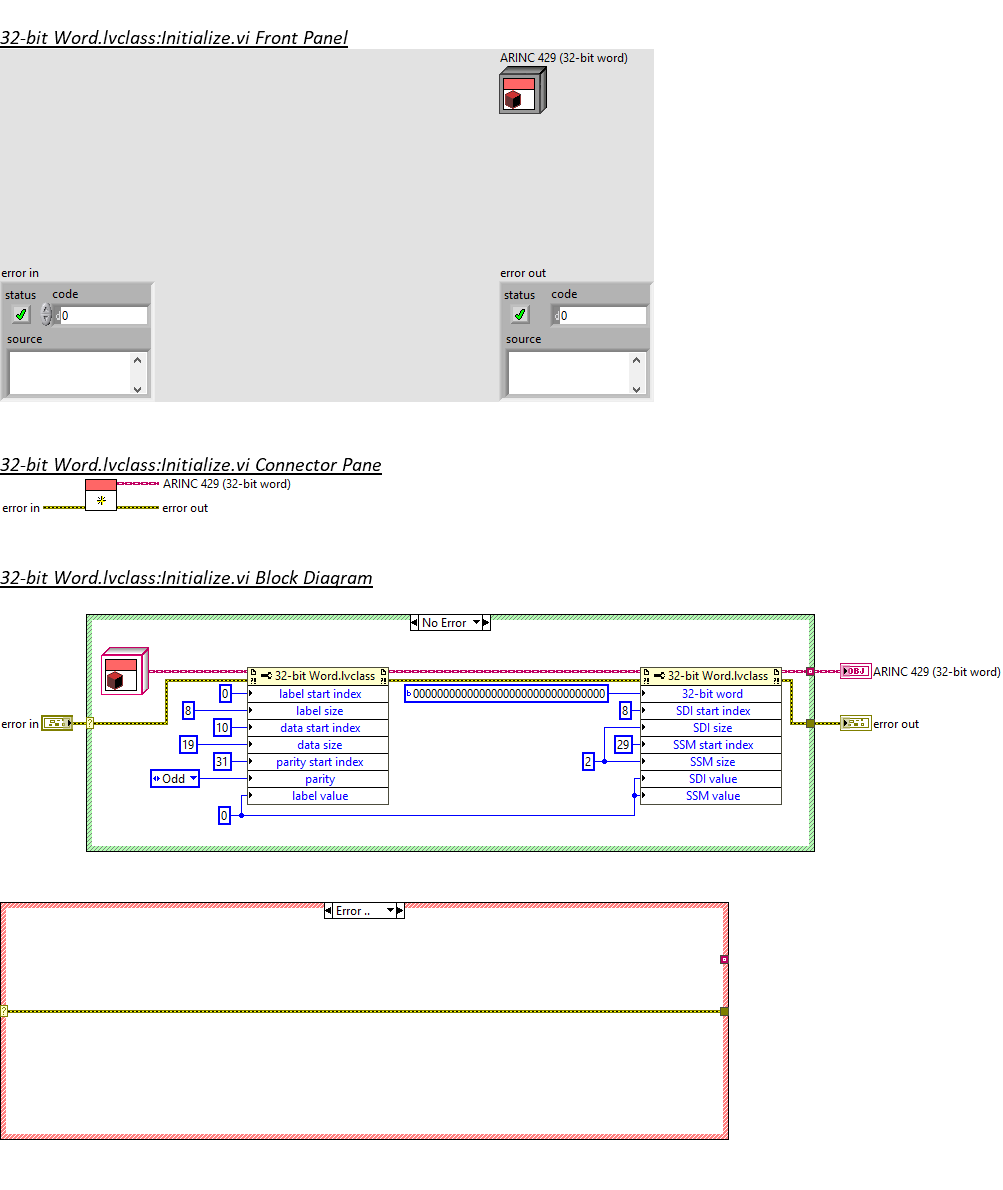 32-bit Word.lvclass:Initialize.vi Front Panel
ARINC 429 (32-bit word)
error in
status code
d 0
source
error out
status code
d 0
source
32-bit Word.lvclass:Initialize.vi Connector Pane
ARINC 429 (32-bit word)
error in
error out
32-bit Word.lvclass:Initialize.vi Block Diagram
No Error
error in
?
32-bit Word.lvclass
0 label start index
8 label size
10 data start index
19 data size
31 parity start index
Odd parity
label value
0
b 00000000000000000000000000000000
32-bit Word.lvclass
32-bit word
8 SDI start index
SDI size
29 SSM start index
2 SSM size
SDI value
SSM value
OBJ ARINC 429 (32-bit word)
error out
Error ..
?